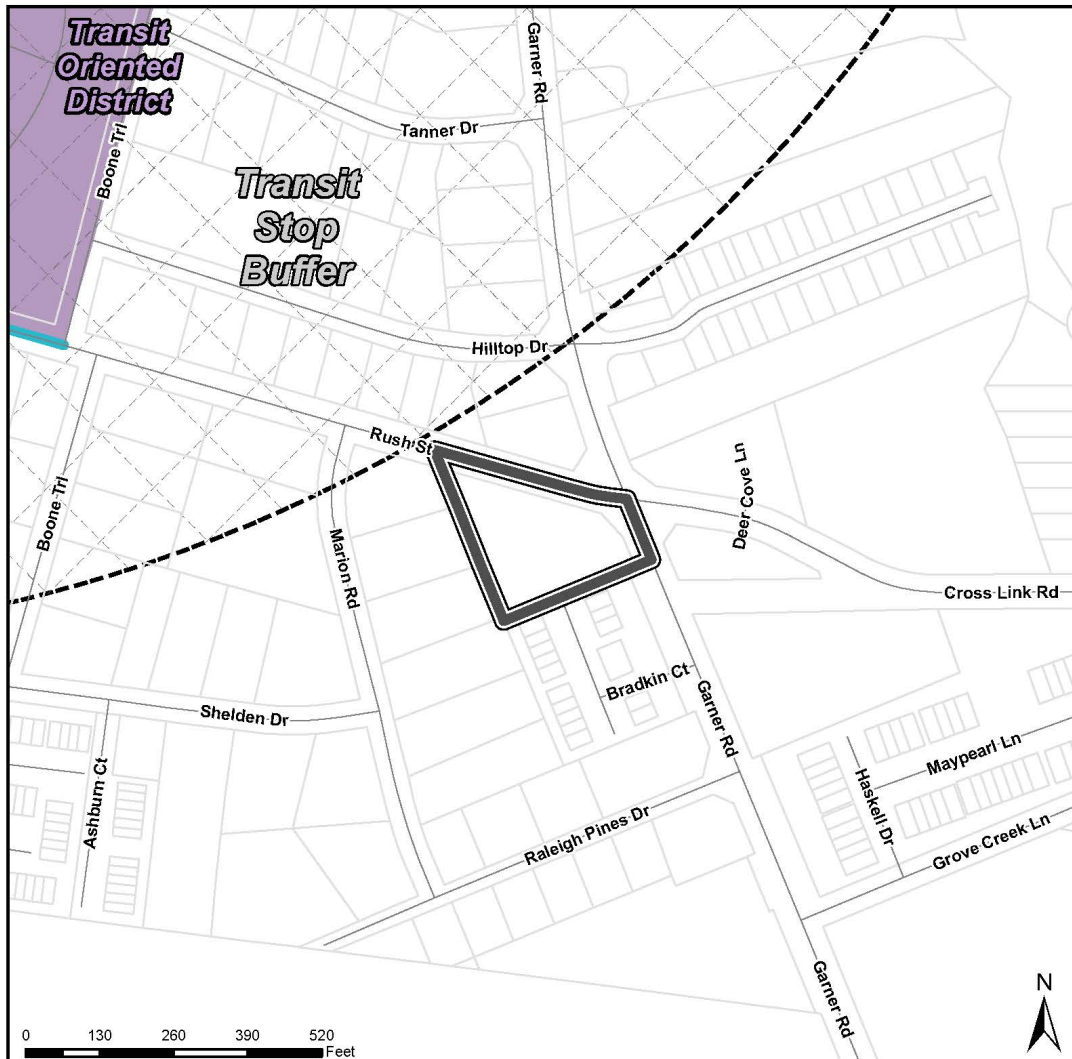 Transit
Oriented
District
Garner Rd
Tanner Dr
Boone Trl
Transit
Stop
Buffer
Hilltop Dr
Rush St
Deer Cove Ln
Boone Trl
Marion Rd
Cross Link Rd
Bradkin Ct
Garner Rd
Shelden Dr
Maypearl Ln
Haskell Dr
Ashburn Ct
Raleigh Pines Dr
Grove Creek Ln
Garner Rd
N
0 130 260 390 520
Feet